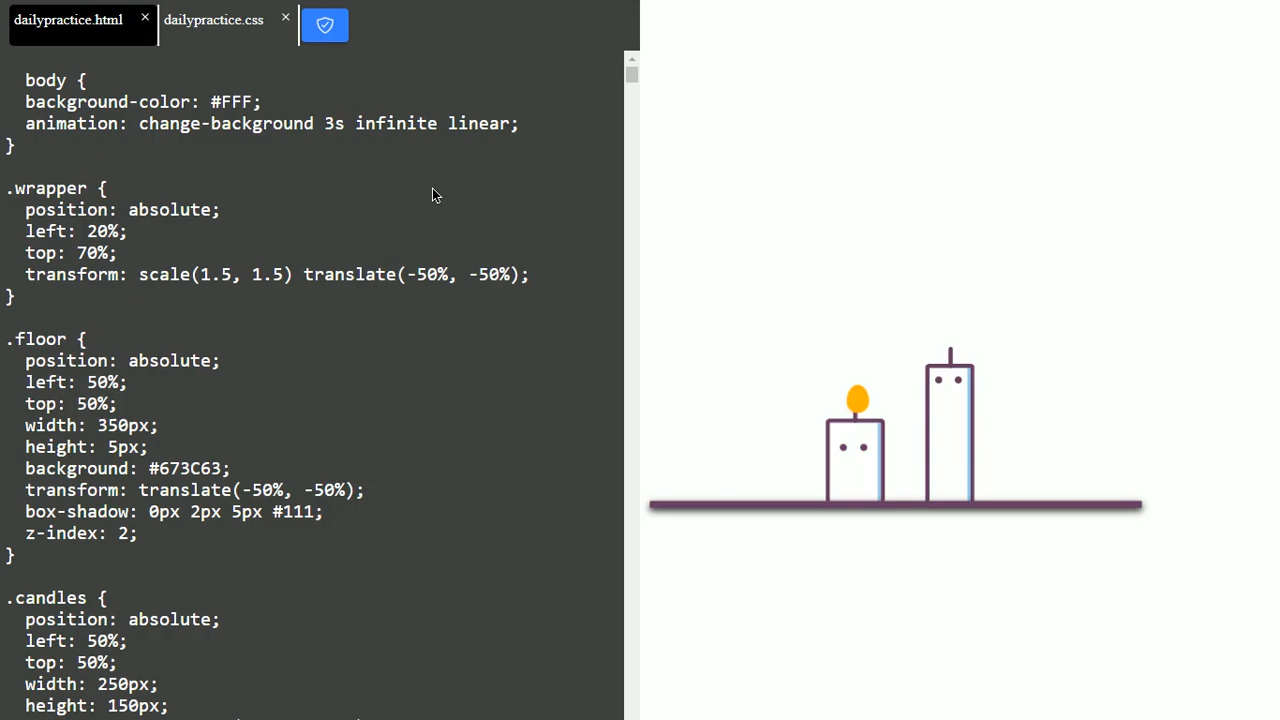 dailypractice.html × dailypractice.css ×
body {
background-color: #FFF;
animation: change-background 3s infinite linear;
}
.wrapper {
position: absolute;
left: 20%;
top: 70%;
transform: scale(1.5, 1.5) translate(-50%, -50%);
}
.floor {
position: absolute;
left: 50%;
top: 50%;
width: 350px;
height: 5px;
background: #673C63;
transform: translate(-50%, -50%);
box-shadow: 0px 2px 5px #111;
z-index: 2;
}
.candles {
position: absolute;
left: 50%;
top: 50%;
width: 250px;
height: 150px;